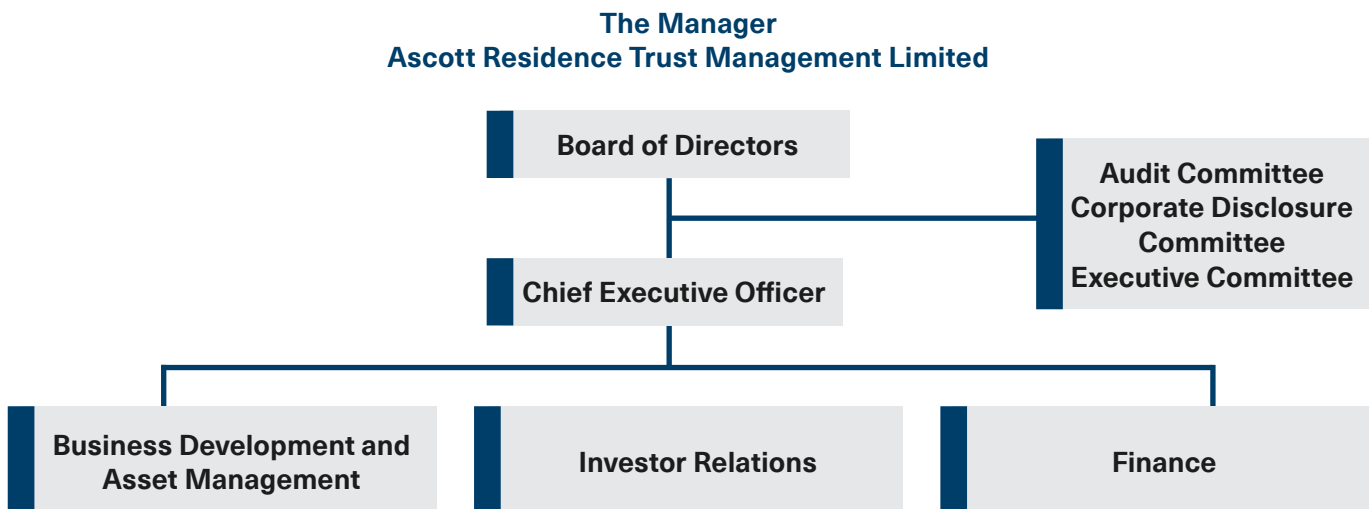 The Manager
Ascott Residence Trust Management Limited
Board of Directors
Audit Committee
Corporate Disclosure
Committee
Executive Committee
Chief Executive Officer
Business Development and
Asset Management
Investor Relations
Finance